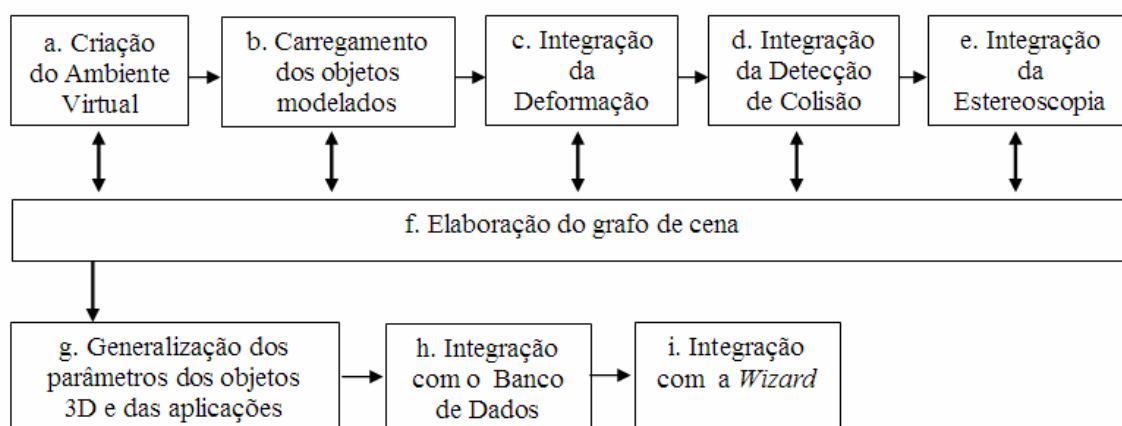 a. Criação
do Ambiente
Virtual
b. Carregamento
dos objetos
modelados
c. Integração
da
Deformação
d. Integração
da Detecção
de Colisão
e. Integração
da
Estereoscopia
f. Elaboração do grafo de cena
g. Generalização dos
parâmetros dos objetos
3D e das aplicações
h. Integração
com o Banco
de Dados
i. Integração
com a Wizard